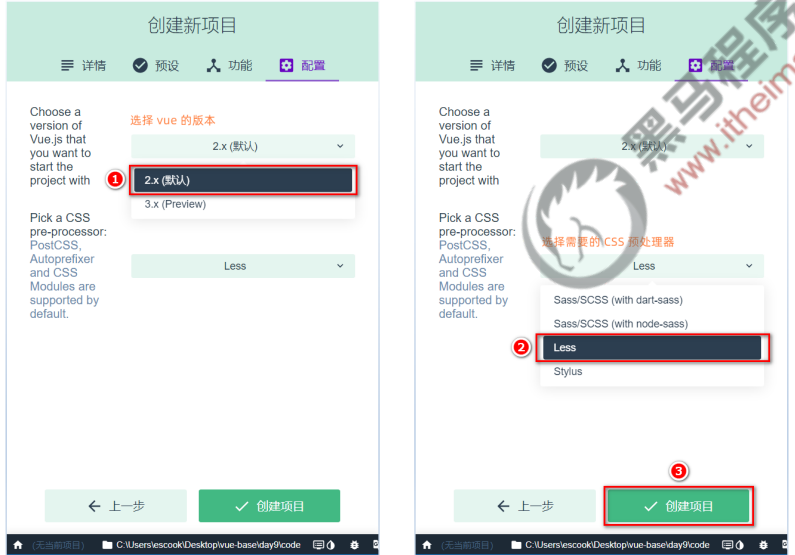 创建新项目
详情 预设 功能 配置
Choose a
version of
Vue.js that
you want to
start the
project with
选择 vue 的版本
2.x (默认)
1
2.x (默认)
3.x (Preview)
Pick a CSS
pre-processor:
PostCSS,
Autoprefixer
and CSS
Modules are
supported by
default.
Less
上一步 创建项目
(无当前项目) C:\Users\escook\Desktop\vue-base\day9\code
创建新项目
详情 预设 功能 配置
Choose a
version of
Vue.js that
you want to
start the
project with
2.x (默认)
Pick a CSS
pre-processor:
PostCSS,
Autoprefixer
and CSS
Modules are
supported by
default.
选择需要的 CSS 预处理器
Less
Sass/SCSS (with dart-sass)
Sass/SCSS (with node-sass)
2
Less
Stylus
3
上一步 创建项目
(无当前项目) C:\Users\escook\Desktop\vue-base\day9\code
黑马程序
www.itheim